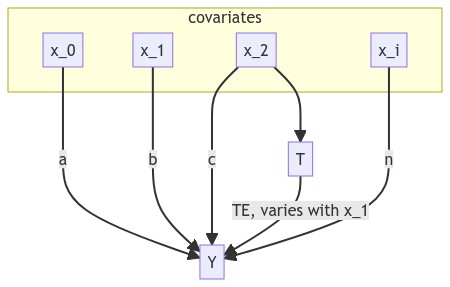 covariates
x_0
x_1
x_2
x_i
a
b
c
T
n
TE, varies with x_1
Y